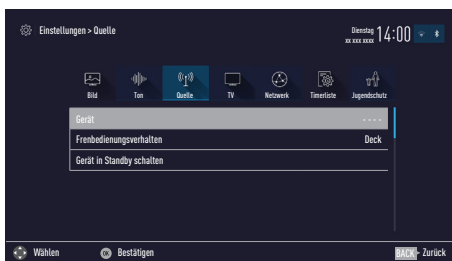 Einstellungen > Quelle
Dienstag
xx xxx xxxx
14:00
Bild Ton Quelle TV Netzwerk Timerliste Jugendschutz
Gerät - - - -
Frenbedienungsverhalten Deck
Gerät in Standby schalten
Wählen OK Bestätigen BACK Zurück